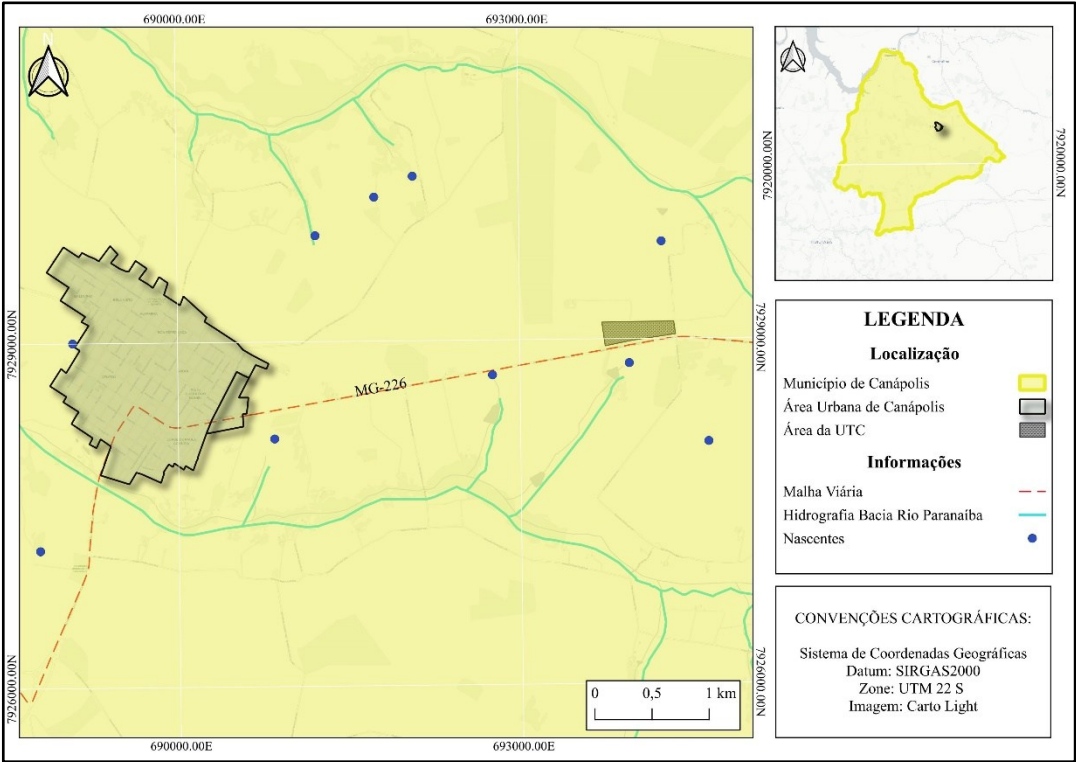 690000.00E
693000.00E
N
7929000.00N
7929000.00N
MG-226
7926000.00N
7926000.00N
0 0,5 1 km
690000.00E
693000.00E
7920000.00N
7920000.00N
LEGENDA
Localização
Município de Canápolis
Área Urbana de Canápolis
Área da UTC
Informações
Malha Viária
Hidrografia Bacia Rio Paranaíba
Nascentes
CONVENÇÕES CARTOGRÁFICAS:
Sistema de Coordenadas Geográficas
Datum: SIRGAS2000
Zone: UTM 22 S
Imagem: Carto Light